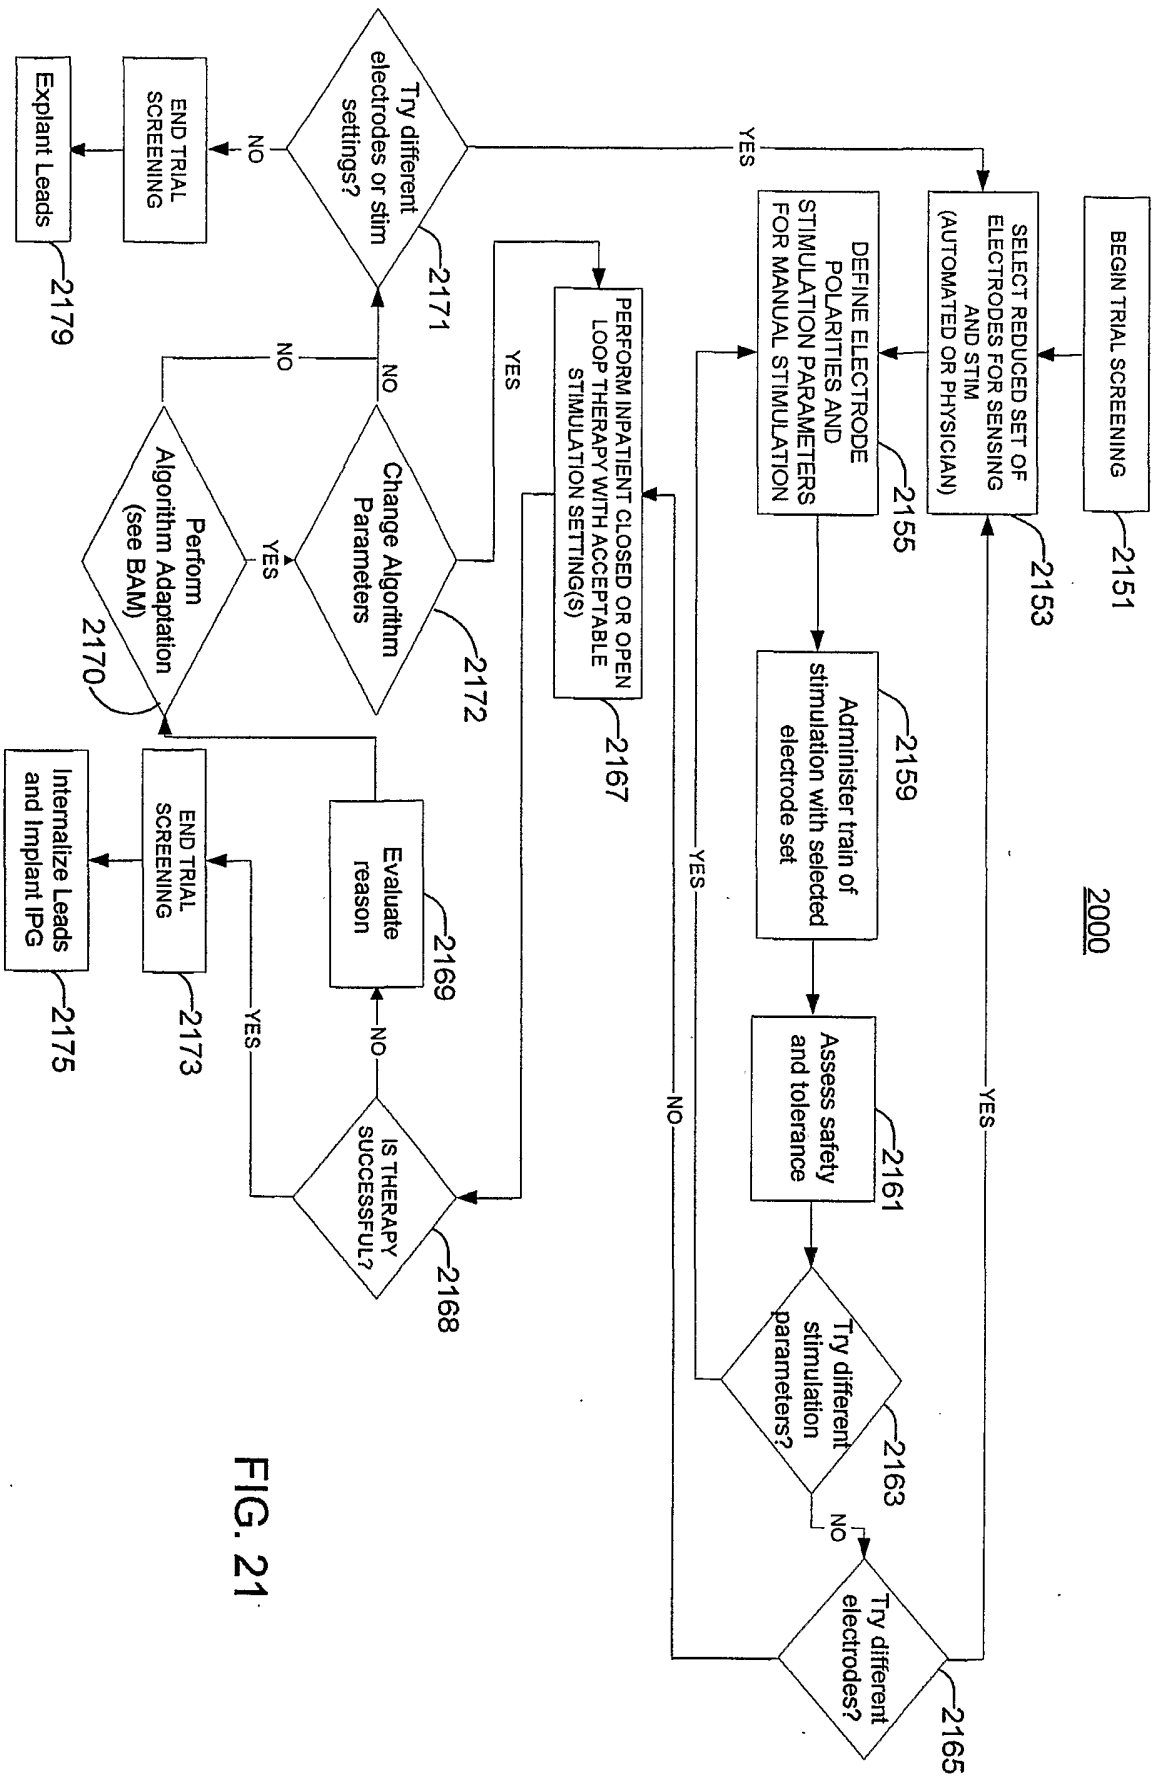 2000
BEGIN TRIAL SCREENING
2151
SELECT REDUCED SET OF
ELECTRODES FOR SENSING
AND STIM
(AUTOMATED OR PHYSICIAN)
2153
YES
YES
DEFINE ELECTRODE
POLARITIES AND
STIMULATION PARAMETERS
FOR MANUAL STIMULATION
2155
Administer train of
stimulation with selected
electrode set
2159
Assess safety
and tolerance
2161
Try different
stimulation
parameters?
2163
NO
Try different
electrodes?
2165
YES
NO
PERFORM INPATIENT CLOSED OR OPEN
LOOP THERAPY WITH ACCEPTABLE
STIMULATION SETTING(S)
2167
YES
Try different
electrodes or stim
settings?
2171
NO
Change Algorithm
Parameters
2172
Evaluate
reason
2169
NO
IS THERAPY
SUCCESSFUL?
2168
NO
YES
NO
Perform
Algorithm Adaptation
(see BAM)
2170
YES
END TRIAL
SCREENING
END TRIAL
SCREENING
2173
Explant Leads
2179
Internalize Leads
and Implant IPG
2175
FIG. 21